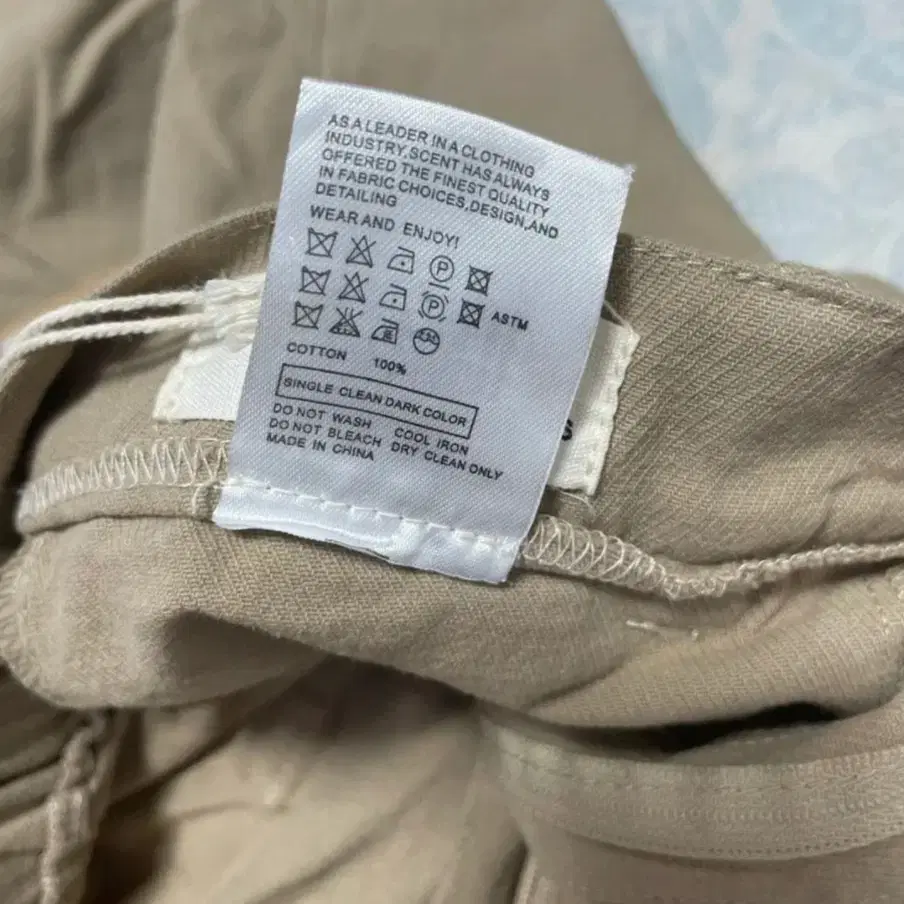 AS A LEADER IN A CLOTHING
INDUSTRY.SCENT HAS ALWAYS
OFFERED THE FINEST QUALITY
IN FABRIC CHOICES,DESIGN,AND
DETAILING
WEAR AND ENJOY!
P
P ASTM
COTTON 100%
SINGLE CLEAN DARK COLOR
DO NOT WASH COOL IRON
DO NOT BLEACH DRY CLEAN ONLY
MADE IN CHINA
S